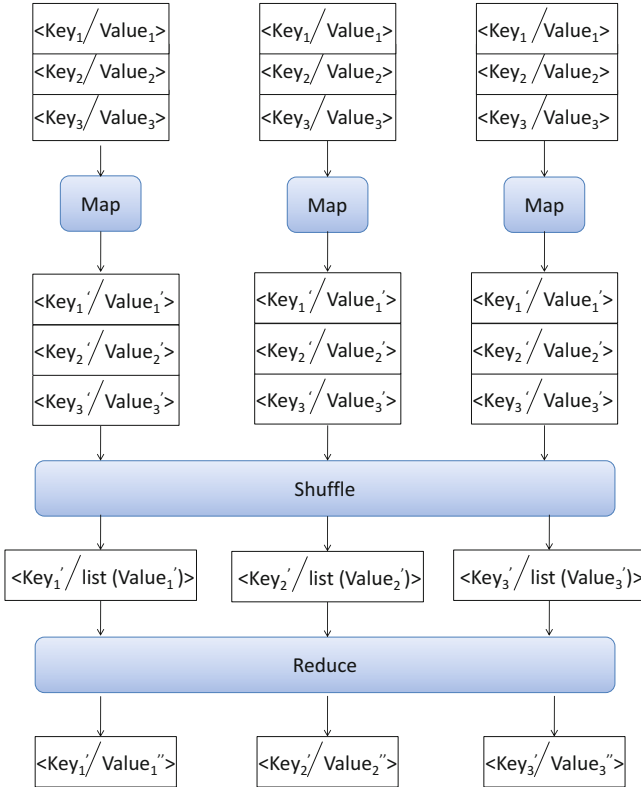 <Key₁/Value₁> <Key₁/Value₁> <Key₁/Value₁>
<Key₂/Value₂> <Key₂/Value₂> <Key₂/Value₂>
<Key₃/Value₃> <Key₃/Value₃> <Key₃/Value₃>
Map Map Map
<Key₁'/Value₁'> <Key₁'/Value₁'> <Key₁'/Value₁'>
<Key₂'/Value₂'> <Key₂'/Value₂'> <Key₂'/Value₂'>
<Key₃'/Value₃'> <Key₃'/Value₃'> <Key₃'/Value₃'>
Shuffle
<Key₁'/list (Value₁')> <Key₂'/list (Value₂')> <Key₃'/list (Value₃')>
Reduce
<Key₁'/Value₁''> <Key₂'/Value₂''> <Key₃'/Value₃''>